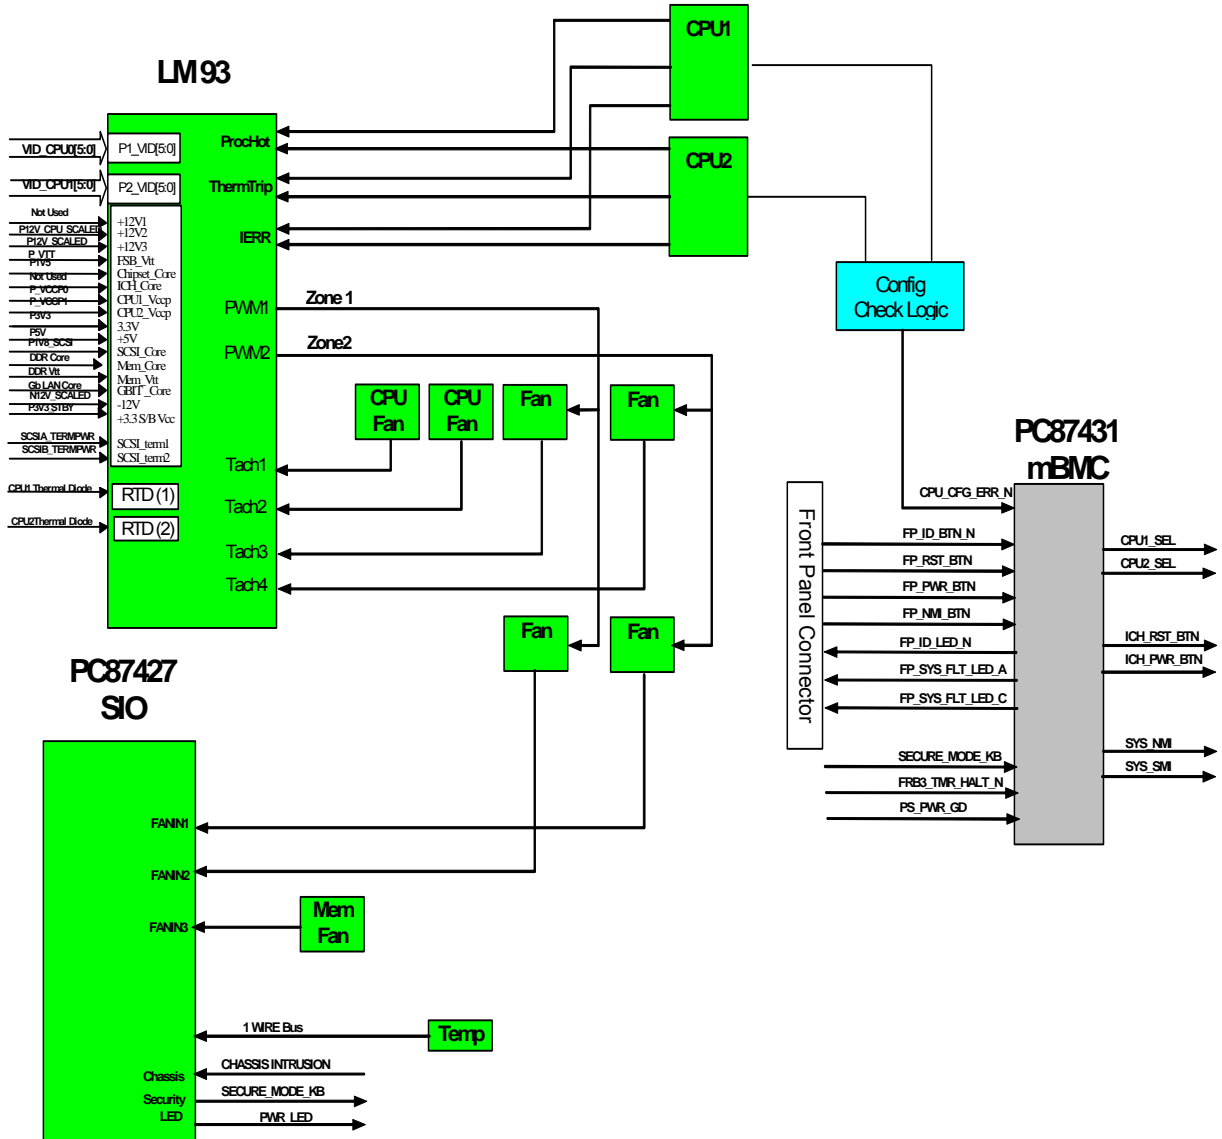 LM93
CPU1
CPU2
VID_CPU0[5:0]
P1_VID[5:0]
VID_CPU1[5:0]
P2_VID[5:0]
ProcHot
ThermTrip
IERR
Not Used
P12V_CPU_SCALED
P12V_SCALED
P_VTT
P1V5
Not Used
P_VCCP0
P_VCCP1
P3V3
P5V
P1V8_SCSI
DDR Core
DDR Vtt
Gb LAN Core
N12V_SCALED
P3V3_STBY
SCSIA_TERMPWR
SCSIB_TERMPWR
+12V1
+12V2
+12V3
FSB_Vtt
Chipset_Core
ICH_Core
CPU1_Vccp
CPU2_Vccp
3.3V
+5V
SCSI_Core
Mem_Core
Mem_Vtt
GBIT_Core
-12V
+3.3 S/B Vcc
SCSI_term1
SCSI_term2
CPU1 Thermal Diode
RTD (1)
CPU2Thermal Diode
RTD (2)
PWM1
Zone 1
PWM2
Zone2
CPU
Fan
CPU
Fan
Fan
Fan
Tach1
Tach2
Tach3
Tach4
Fan
Fan
Config
Check Logic
PC87431
mBMC
CPU_CFG_ERR_N
Front Panel Connector
FP_ID_BTN_N
FP_RST_BTN
FP_PWR_BTN
FP_NMI_BTN
FP_ID_LED_N
FP_SYS_FLT_LED_A
FP_SYS_FLT_LED_C
SECURE_MODE_KB
FRB3_TMR_HALT_N
PS_PWR_GD
CPU1_SEL
CPU2_SEL
ICH_RST_BTN
ICH_PWR_BTN
SYS_NMI
SYS_SMI
PC87427
SIO
FANIN1
FANIN2
FANIN3
Mem
Fan
1 WIRE Bus
Temp
Chassis
CHASSIS INTRUSION
Security
SECURE_MODE_KB
LED
PWR_LED